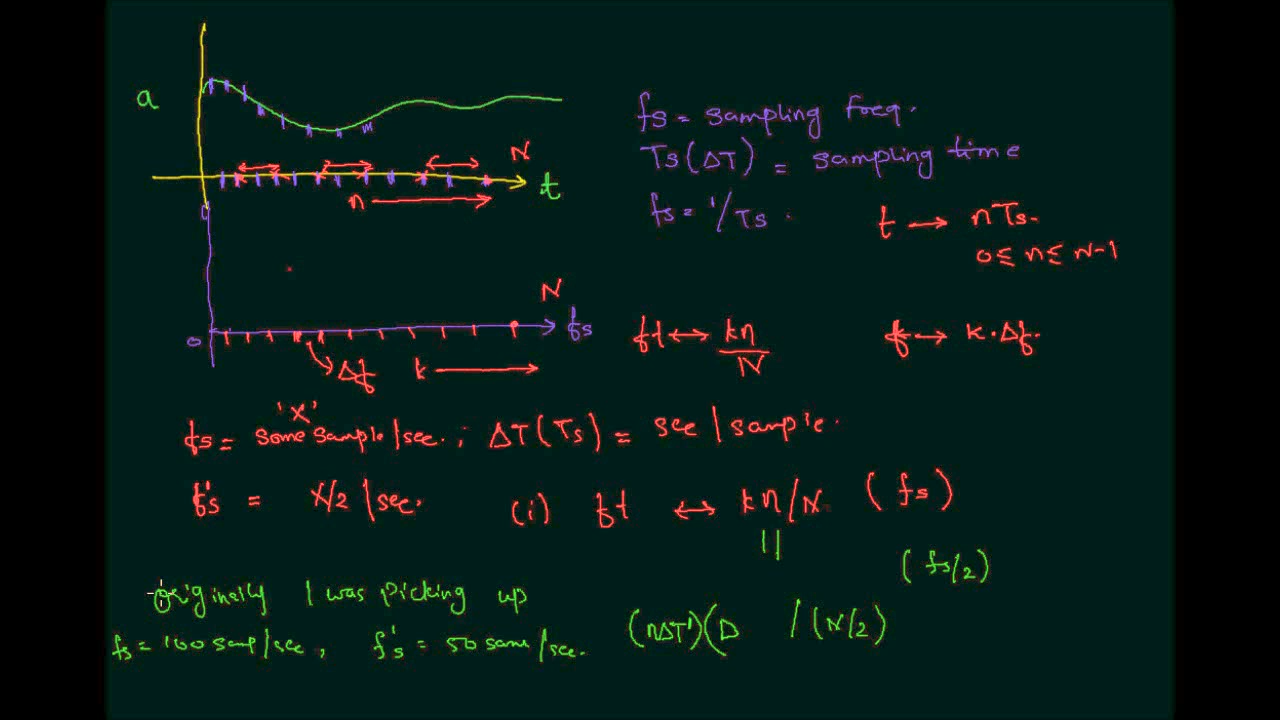 a
fs = sampling freq.
Ts(ΔT) = sampling time
fs = 1/Ts.
N
t
n →
t → nTs.
0 ≤ n ≤ N-1
0
N
0
fs
Δf k →
ft ↔ kn/N
f ↔ k·Δf.
'X'
fs = some sample/sec. ; ΔT(Ts) = sec/sample.
f's = X/2 /sec. (i) ft ↔ kn/N (fs)
||
(fs/2)
Originally I was picking up
fs = 100 samp/sec, f's = 50 samp/sec.
(nΔT')(D / (N/2)